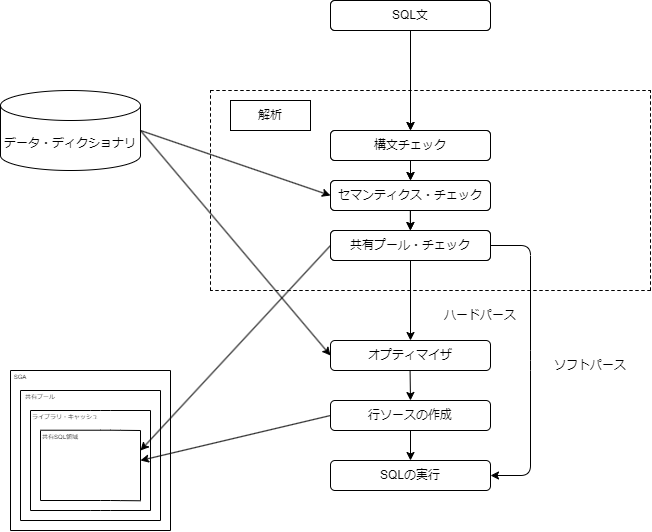 SQL文
解析
データ・ディクショナリ
構文チェック
セマンティクス・チェック
共有プール・チェック
ハードパース
オプティマイザ
ソフトパース
SGA
共有プール
ライブラリ・キャッシュ
共有SQL領域
行ソースの作成
SQLの実行